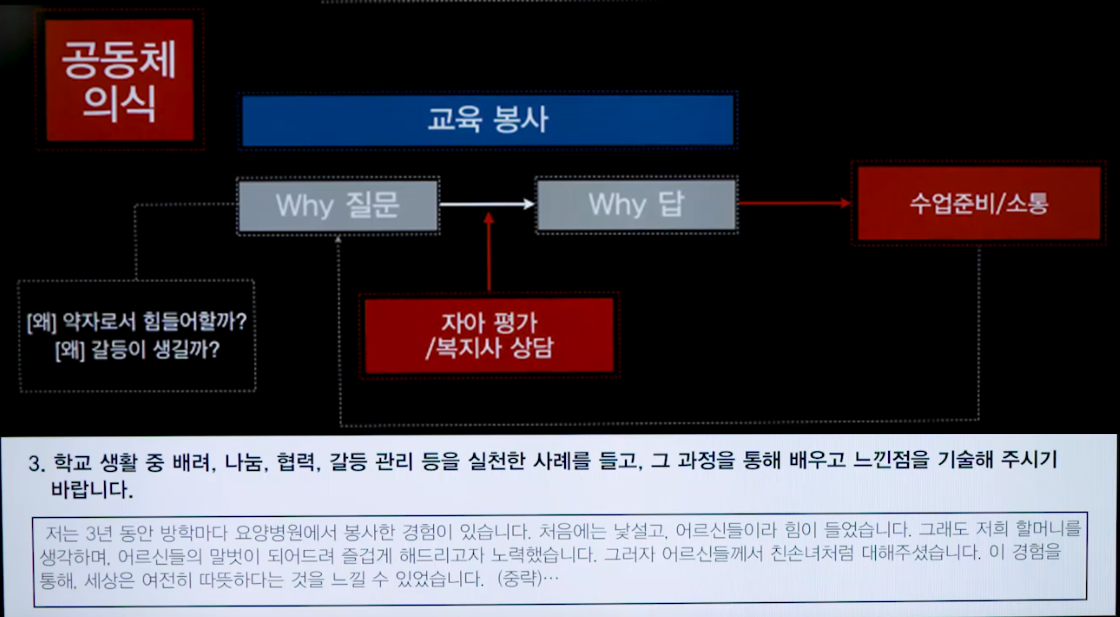 공동체
의식
교육 봉사
Why 질문
Why 답
수업준비/소통
[왜] 약자로서 힘들어할까?
[왜] 갈등이 생길까?
자아 평가
/복지사 상담
3. 학교 생활 중 배려, 나눔, 협력, 갈등 관리 등을 실천한 사례를 들고, 그 과정을 통해 배우고 느낀점을 기술해 주시기
바랍니다.
저는 3년 동안 방학마다 요양병원에서 봉사한 경험이 있습니다. 처음에는 낯설고, 어르신들이라 힘이 들었습니다. 그래도 저희 할머니를
생각하며, 어르신들의 말벗이 되어드려 즐겁게 해드리고자 노력했습니다. 그러자 어르신들께서 친손녀처럼 대해주셨습니다. 이 경험을
통해, 세상은 여전히 따뜻하다는 것을 느낄 수 있었습니다. (중략)…